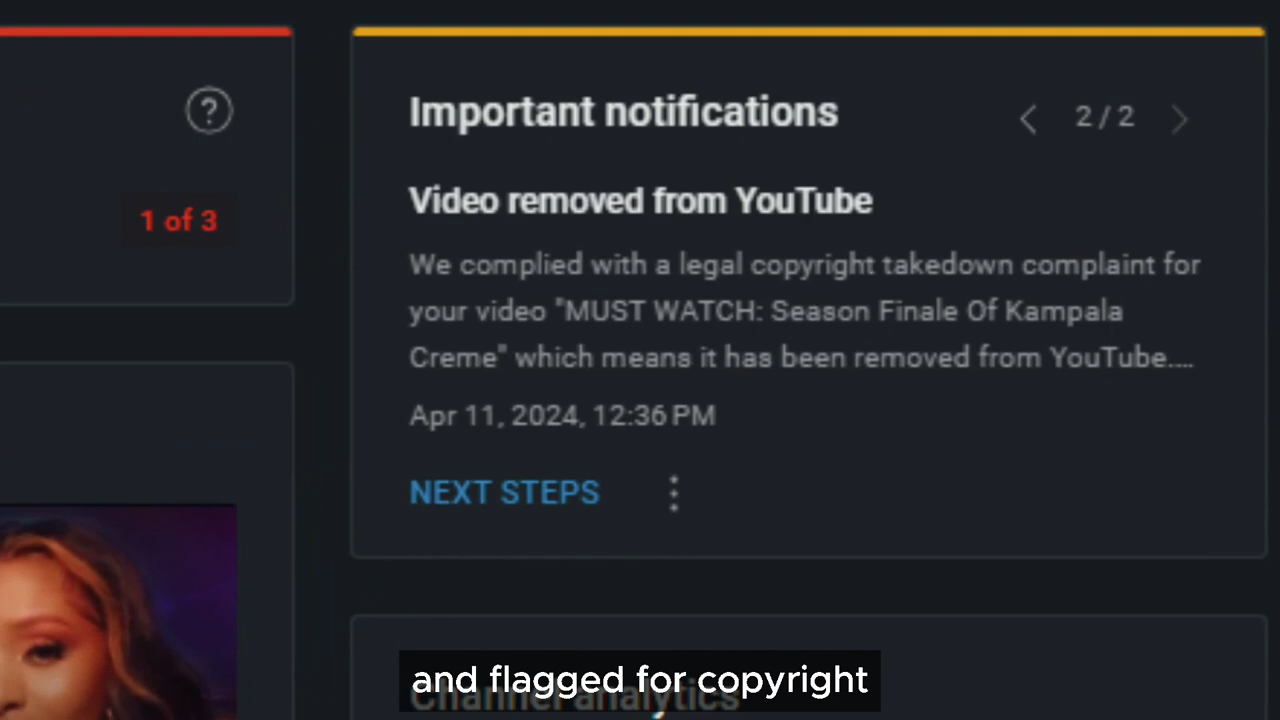 Important notifications
2 / 2
?
1 of 3
Video removed from YouTube
We complied with a legal copyright takedown complaint for
your video "MUST WATCH: Season Finale Of Kampala
Creme" which means it has been removed from YouTube....
Apr 11, 2024, 12:36 PM
NEXT STEPS
Channel analytics
and flagged for copyright